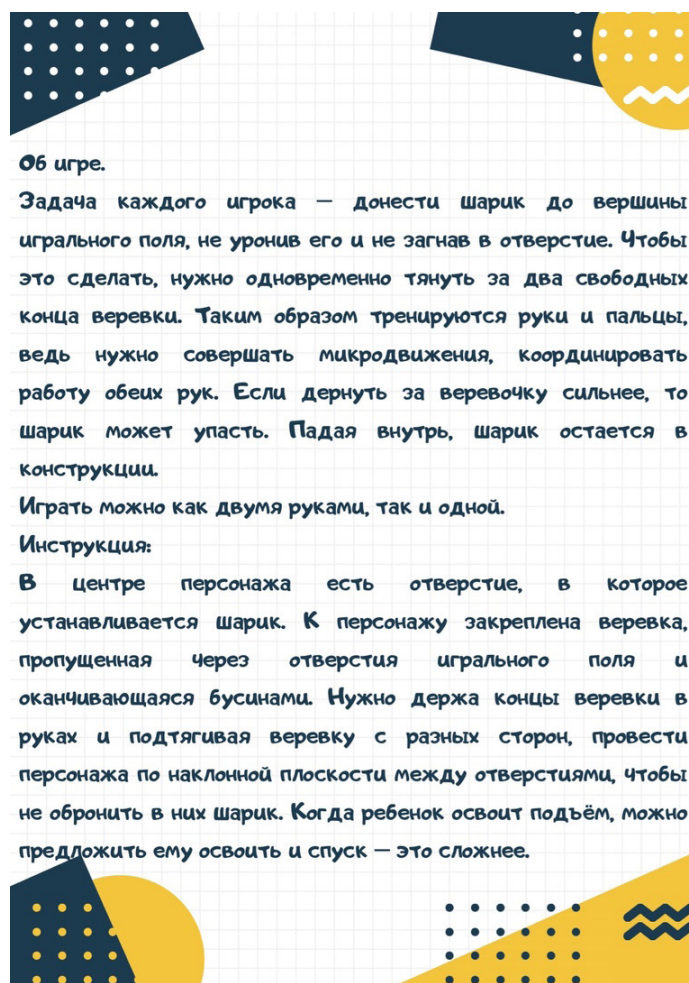 Об игре.
Задача каждого игрока — донести шарик до вершины
игрального поля, не уронив его и не загнав в отверстие. Чтобы
это сделать, нужно одновременно тянуть за два свободных
конца веревки. Таким образом тренируются руки и пальцы,
ведь нужно совершать микродвижения, координировать
работу обеих рук. Если дернуть за веревочку сильнее, то
шарик может упасть. Падая внутрь, шарик остается в
конструкции.
Играть можно как двумя руками, так и одной.
Инструкция:
В центре персонажа есть отверстие, в которое
устанавливается шарик. К персонажу закреплена веревка,
пропущенная через отверстия игрального поля и
оканчивающаяся бусинами. Нужно держа концы веревки в
руках и подтягивая веревку с разных сторон, провести
персонажа по наклонной плоскости между отверстиями, чтобы
не обронить в них шарик. Когда ребенок освоит подъём, можно
предложить ему освоить и спуск — это сложнее.